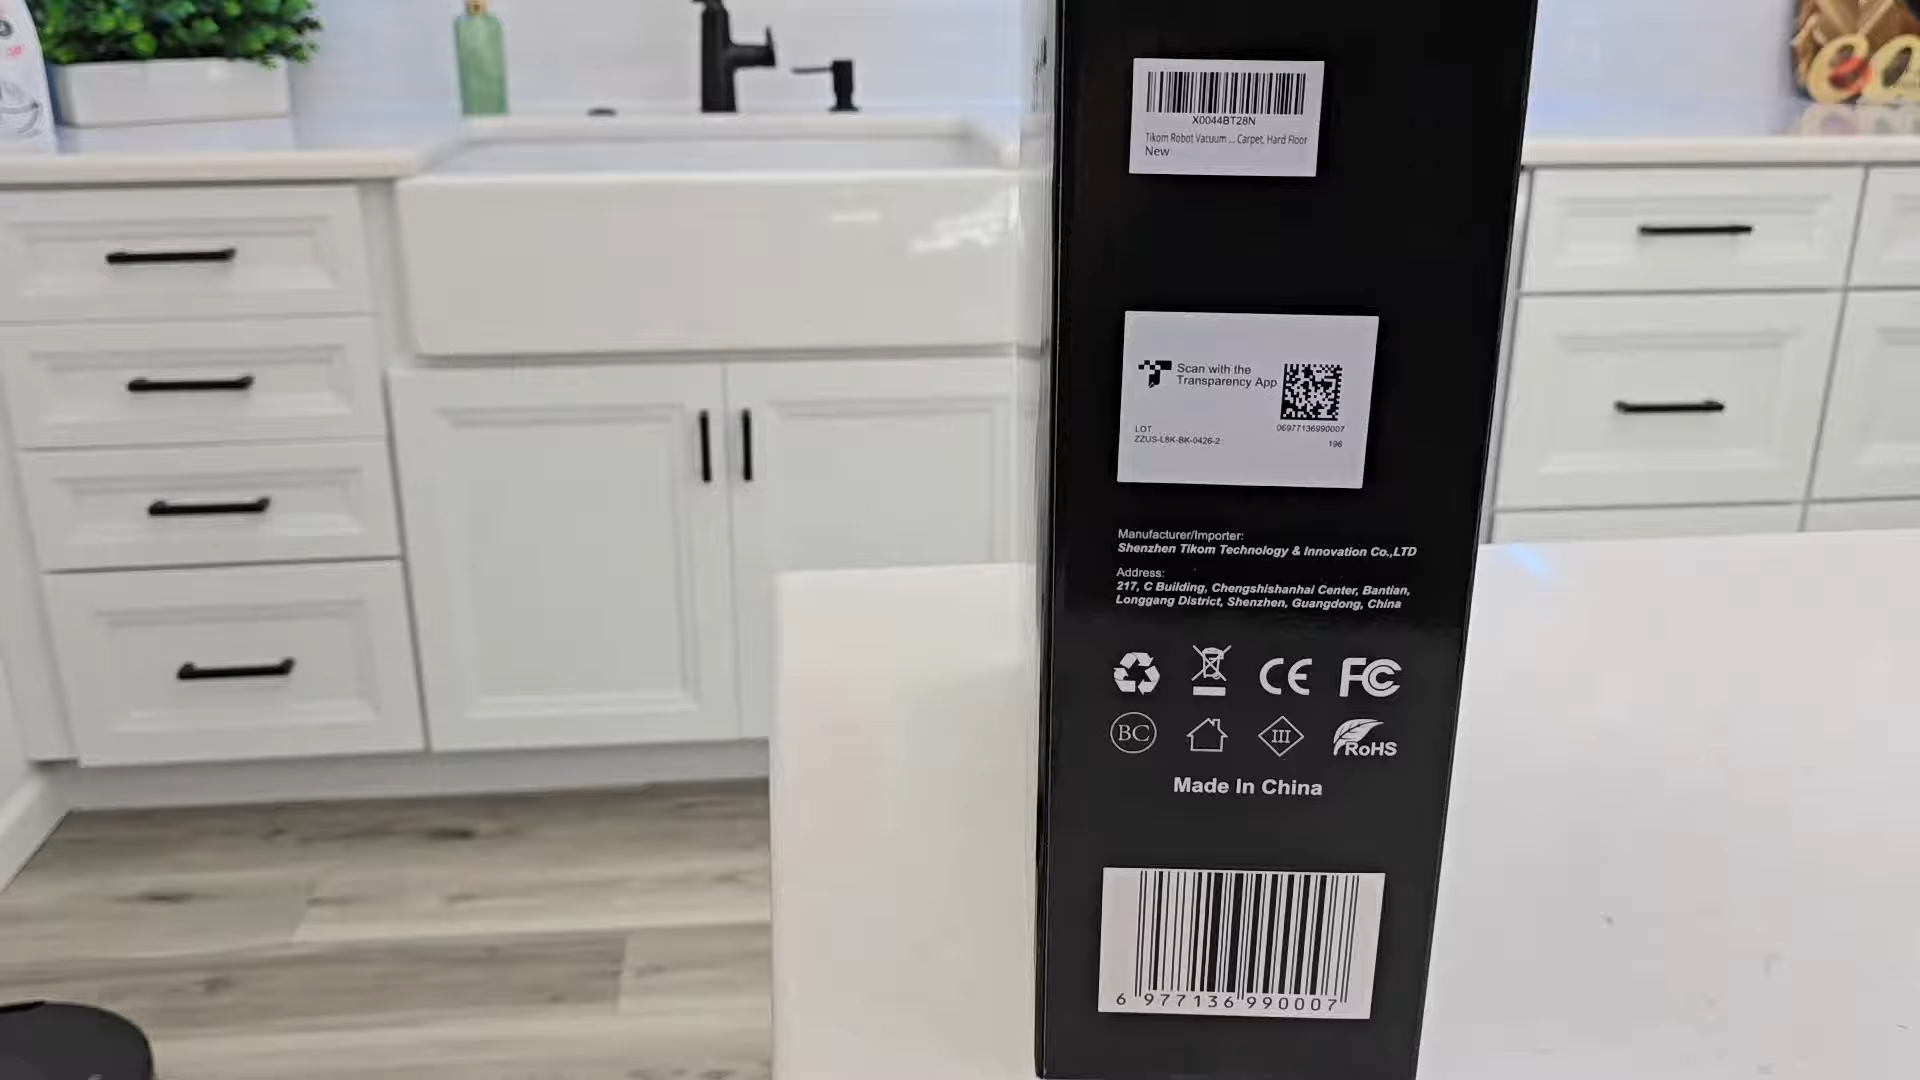 X0044BT28N
Tikom Robot Vacuum ... Carpet, Hard Floor
New
Scan with the
Transparency App
LOT
ZZUS-L8K-BK-0426-2
06977136990007
196
Manufacturer/Importer:
Shenzhen Tikom Technology & Innovation Co.,LTD
Address:
217, C Building, Chengshishanhai Center, Bantian,
Longgang District, Shenzhen, Guangdong, China
CE FC
BC III RoHS
Made In China
6 977136 990007